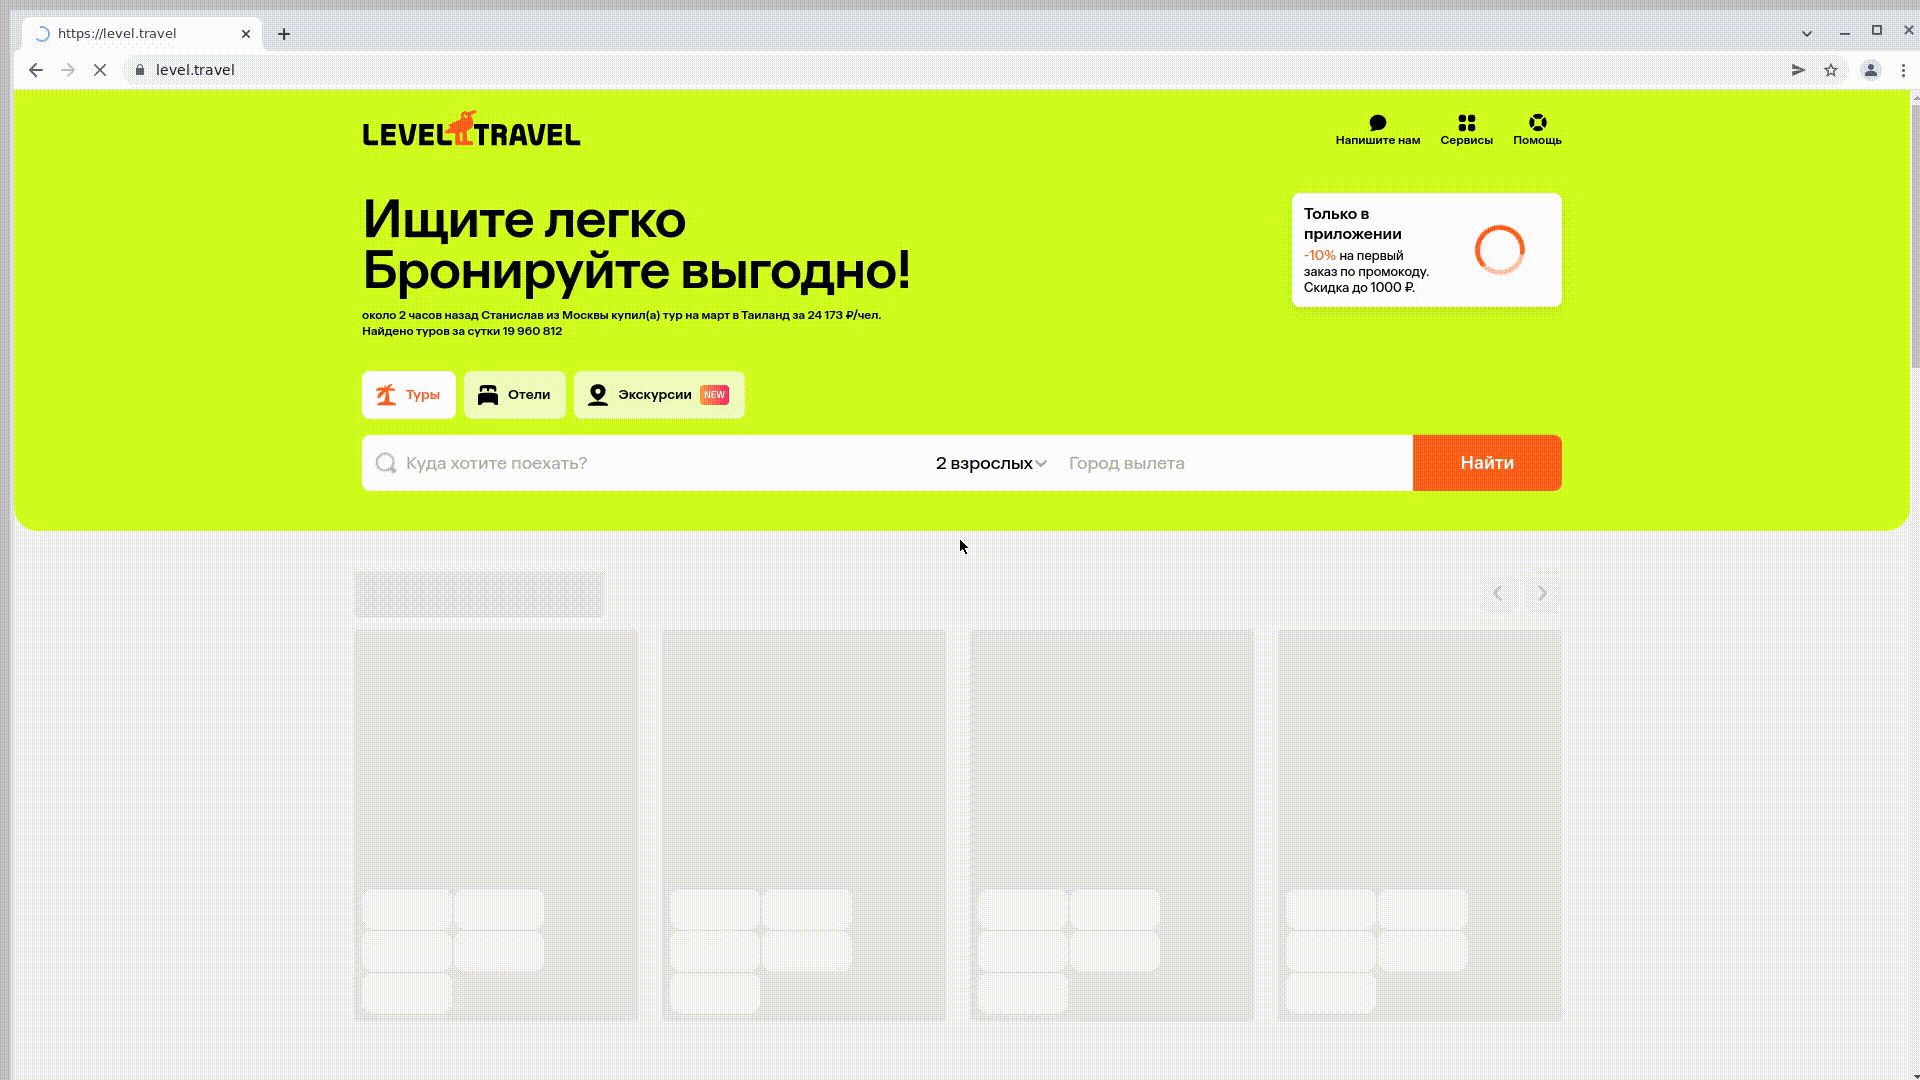 https://level.travel
level.travel
LEVEL TRAVEL
Напишите нам
Сервисы
Помощь
Ищите легко
Бронируйте выгодно!
около 2 часов назад Станислав из Москвы купил(а) тур на март в Таиланд за 24 173 ₽/чел.
Найдено туров за сутки 19 960 812
Только в
приложении
-10% на первый
заказ по промокоду.
Скидка до 1000 ₽.
Туры
Отели
Экскурсии NEW
Куда хотите поехать?
2 взрослых
Город вылета
Найти